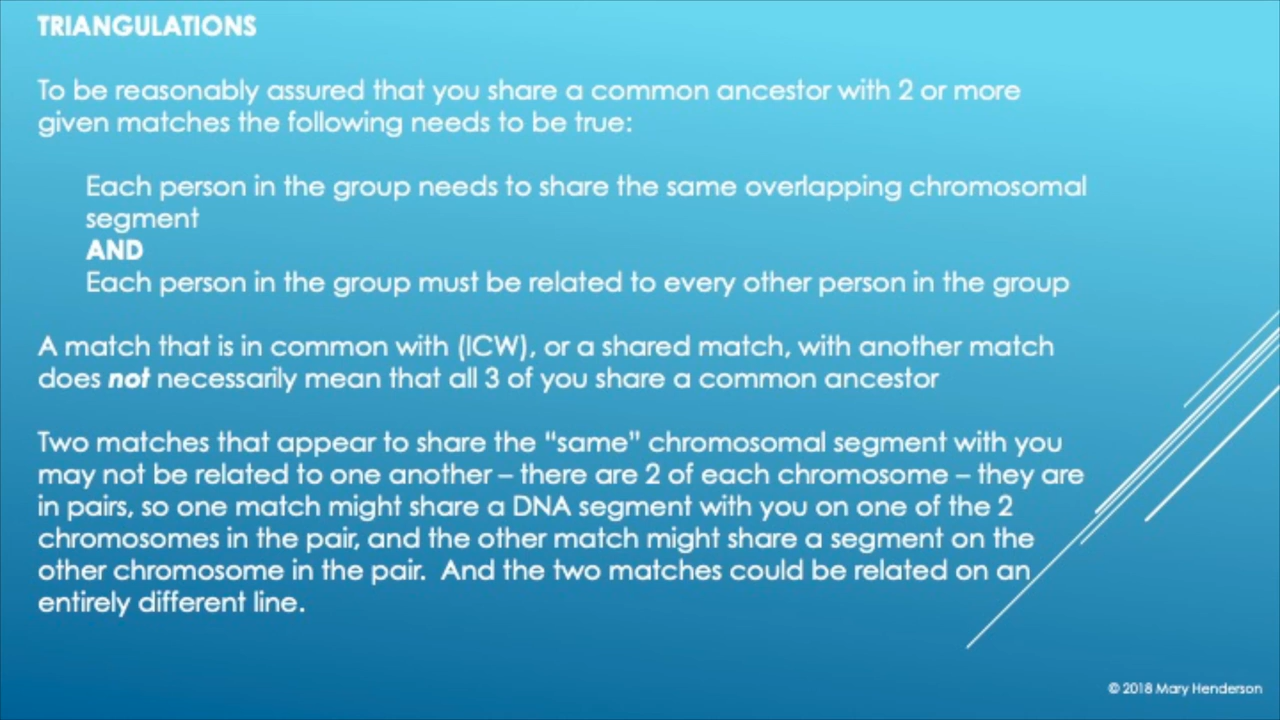 TRIANGULATIONS
To be reasonably assured that you share a common ancestor with 2 or more
given matches the following needs to be true:
Each person in the group needs to share the same overlapping chromosomal
segment
AND
Each person in the group must be related to every other person in the group
A match that is in common with (ICW), or a shared match, with another match
does not necessarily mean that all 3 of you share a common ancestor
Two matches that appear to share the “same” chromosomal segment with you
may not be related to one another – there are 2 of each chromosome – they are
in pairs, so one match might share a DNA segment with you on one of the 2
chromosomes in the pair, and the other match might share a segment on the
other chromosome in the pair.  And the two matches could be related on an
entirely different line.
© 2018 Mary Henderson